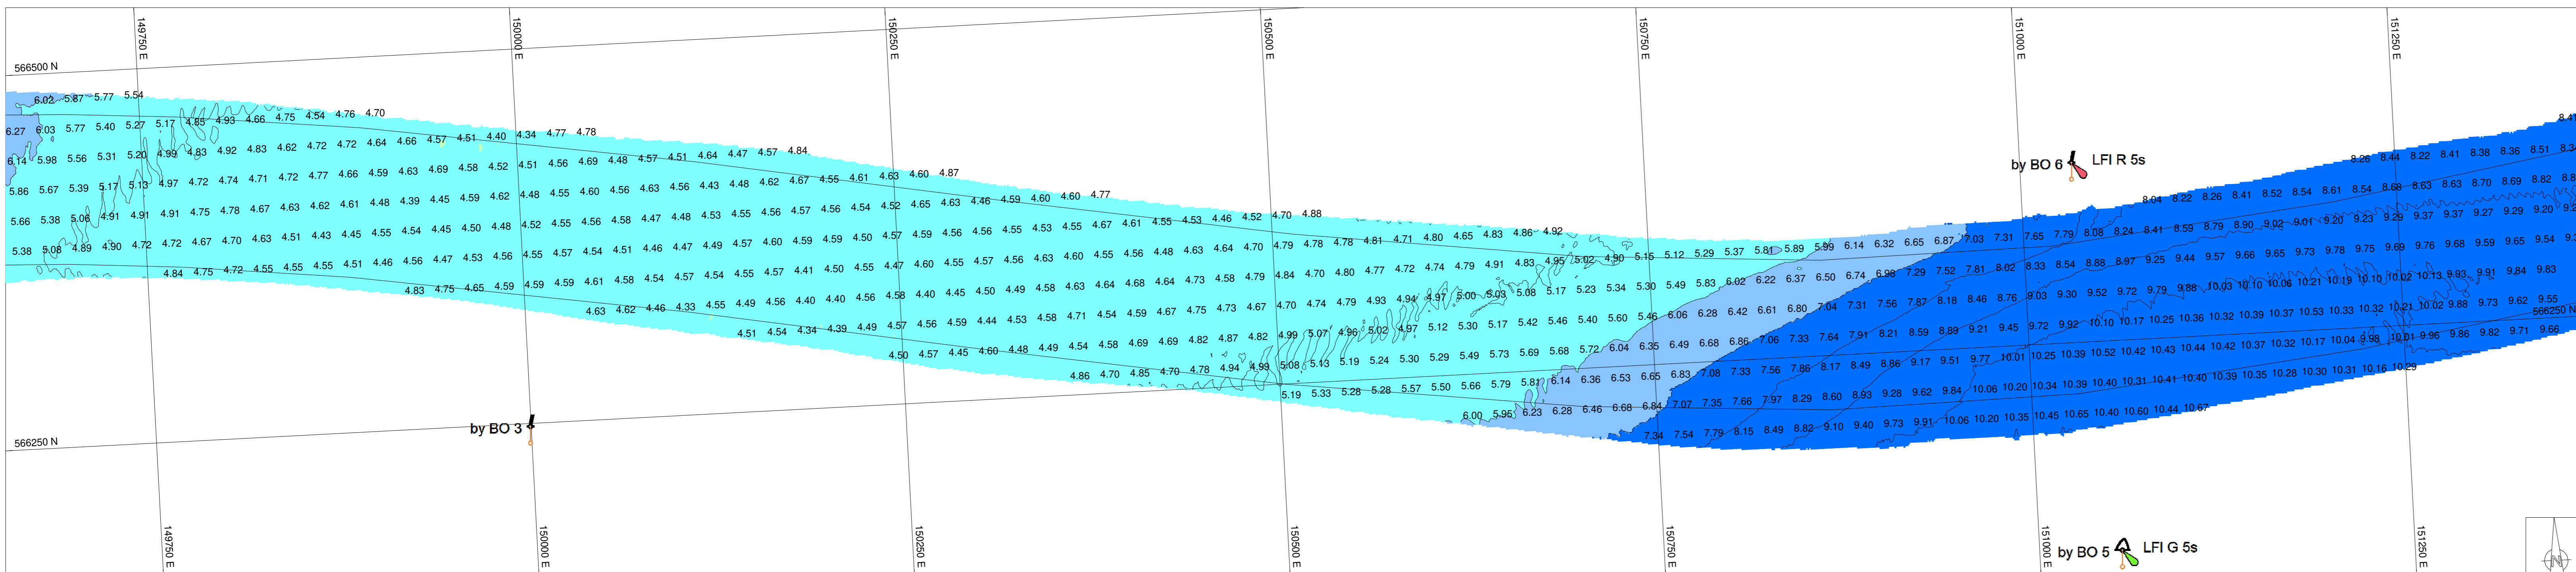 149750 E
150000 E
150250 E
150500 E
150750 E
151000 E
151250 E
566500 N
6.02 5.87 5.77 5.54
8.41
6.27 6.03 5.77 5.40 5.27 5.17 4.85 4.93 4.66 4.75 4.54 4.76 4.70
8.26 8.44 8.22 8.41 8.38 8.36 8.51 8.34
by BO 6
LFl R 5s
6.14 5.98 5.56 5.31 5.20 4.99 4.83 4.92 4.83 4.62 4.72 4.72 4.64 4.66 4.57 4.51 4.40 4.34 4.77 4.78
8.04 8.22 8.26 8.41 8.52 8.54 8.61 8.54 8.68 8.63 8.63 8.70 8.69 8.82
5.86 5.67 5.39 5.17 5.13 4.97 4.72 4.74 4.71 4.72 4.77 4.66 4.59 4.63 4.69 4.58 4.52 4.51 4.56 4.69 4.48 4.57 4.51 4.64 4.47 4.57 4.84
5.66 5.38 5.06 4.91 4.91 4.91 4.75 4.78 4.67 4.63 4.62 4.61 4.48 4.39 4.45 4.59 4.62 4.48 4.55 4.60 4.56 4.63 4.56 4.43 4.48 4.62 4.67 4.55 4.61 4.63 4.60 4.87
5.38 5.08 4.89 4.90 4.72 4.72 4.67 4.70 4.63 4.51 4.43 4.45 4.55 4.54 4.45 4.50 4.48 4.52 4.55 4.56 4.58 4.47 4.48 4.53 4.55 4.56 4.57 4.56 4.54 4.52 4.65 4.63 4.46 4.59 4.60 4.60 4.77
4.84 4.75 4.72 4.55 4.55 4.55 4.51 4.46 4.56 4.47 4.53 4.56 4.55 4.57 4.54 4.51 4.46 4.47 4.49 4.57 4.60 4.59 4.59 4.50 4.57 4.59 4.56 4.56 4.55 4.53 4.55 4.67 4.61 4.55 4.53 4.46 4.52 4.70 4.88
4.83 4.75 4.65 4.59 4.59 4.59 4.61 4.58 4.54 4.57 4.54 4.55 4.57 4.41 4.50 4.55 4.47 4.60 4.55 4.57 4.56 4.63 4.60 4.55 4.56 4.48 4.63 4.64 4.70 4.79 4.78 4.78 4.81 4.71 4.80 4.65 4.83 4.86 4.92
4.63 4.62 4.46 4.33 4.55 4.49 4.56 4.40 4.40 4.56 4.58 4.40 4.45 4.50 4.49 4.58 4.63 4.64 4.68 4.64 4.73 4.58 4.79 4.84 4.70 4.80 4.77 4.72 4.74 4.79 4.91 4.83 4.95 5.02 4.90 5.15 5.12 5.29 5.37 5.81 5.89 5.99 6.14 6.32 6.65 6.87 7.03 7.31 7.65 7.79 8.08 8.24 8.41 8.59 8.79 8.90 9.02 9.01 9.20 9.23 9.29 9.37 9.37 9.27 9.29 9.20
4.51 4.54 4.34 4.39 4.49 4.57 4.56 4.59 4.44 4.53 4.58 4.71 4.54 4.59 4.67 4.75 4.73 4.67 4.70 4.74 4.79 4.93 4.94 4.97 5.00 5.03 5.08 5.17 5.23 5.34 5.30 5.49 5.83 6.02 6.22 6.37 6.50 6.74 6.98 7.29 7.52 7.81 8.02 8.33 8.54 8.88 8.97 9.25 9.44 9.57 9.66 9.65 9.73 9.78 9.75 9.69 9.76 9.68 9.59 9.65 9.54
4.50 4.57 4.45 4.60 4.48 4.49 4.54 4.58 4.69 4.69 4.82 4.87 4.82 4.99 5.07 4.96 5.02 4.97 5.12 5.30 5.17 5.42 5.46 5.40 5.60 5.46 6.06 6.28 6.42 6.61 6.80 7.04 7.31 7.56 7.87 8.18 8.46 8.76 9.03 9.30 9.52 9.72 9.79 9.88 10.03 10.10 10.06 10.21 10.19 10.10 10.02 10.13 9.93 9.91 9.84 9.83
4.86 4.70 4.85 4.70 4.78 4.94 4.99 5.08 5.13 5.19 5.24 5.30 5.29 5.49 5.73 5.69 5.68 5.72 6.04 6.35 6.49 6.68 6.86 7.06 7.33 7.64 7.91 8.21 8.59 8.89 9.21 9.45 9.72 9.92 10.10 10.17 10.25 10.36 10.32 10.39 10.37 10.53 10.33 10.32 10.21 10.02 9.88 9.73 9.62 9.55
566250 N
5.19 5.33 5.28 5.28 5.57 5.50 5.66 5.79 5.81 6.14 6.36 6.53 6.65 6.83 7.08 7.33 7.56 7.86 8.17 8.49 8.86 9.17 9.51 9.77 10.01 10.25 10.39 10.52 10.42 10.43 10.44 10.42 10.37 10.32 10.17 10.04 9.93 10.01 9.96 9.86 9.82 9.71 9.66
6.00 5.95 6.23 6.28 6.46 6.68 6.84 7.07 7.35 7.66 7.97 8.29 8.60 8.93 9.28 9.62 9.84 10.06 10.20 10.34 10.39 10.40 10.31 10.41 10.40 10.39 10.35 10.28 10.30 10.31 10.16 10.29
7.34 7.54 7.79 8.15 8.49 8.82 9.10 9.40 9.73 9.91 10.06 10.20 10.35 10.45 10.65 10.40 10.60 10.44 10.67
by BO 3
566250 N
149750 E
150000 E
150250 E
150500 E
150750 E
151000 E
151250 E
by BO 5
LFl G 5s
N